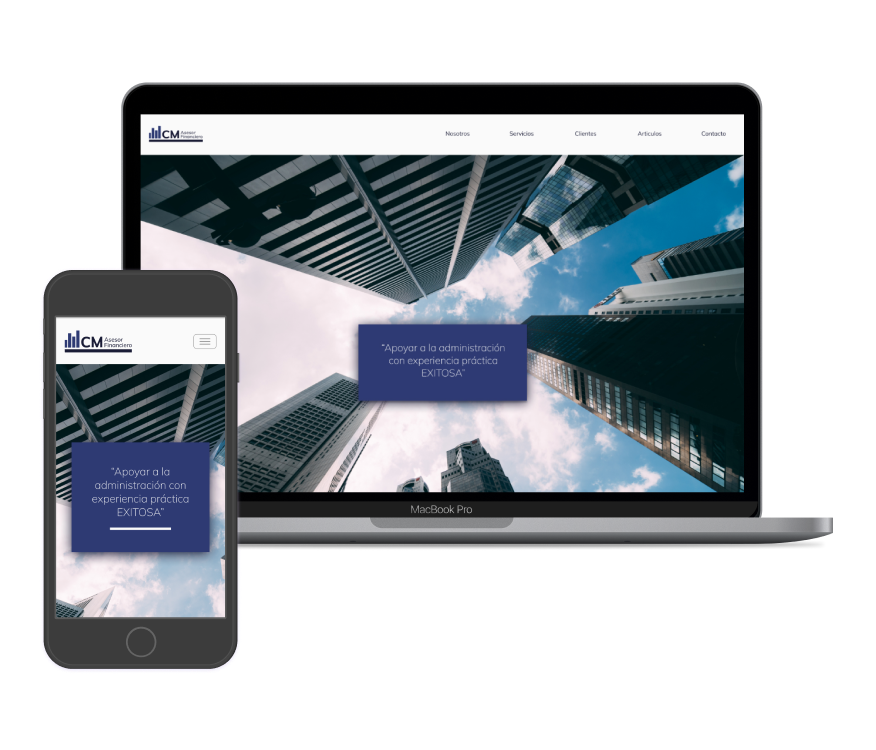 CM Asesor
Financiero
Nosotros Servicios Clientes Articulos Contacto
"Apoyar a la administración
con experiencia práctica
EXITOSA"
MacBook Pro
CM Asesor
Financiero
"Apoyar a la
administración con
experiencia práctica
EXITOSA"